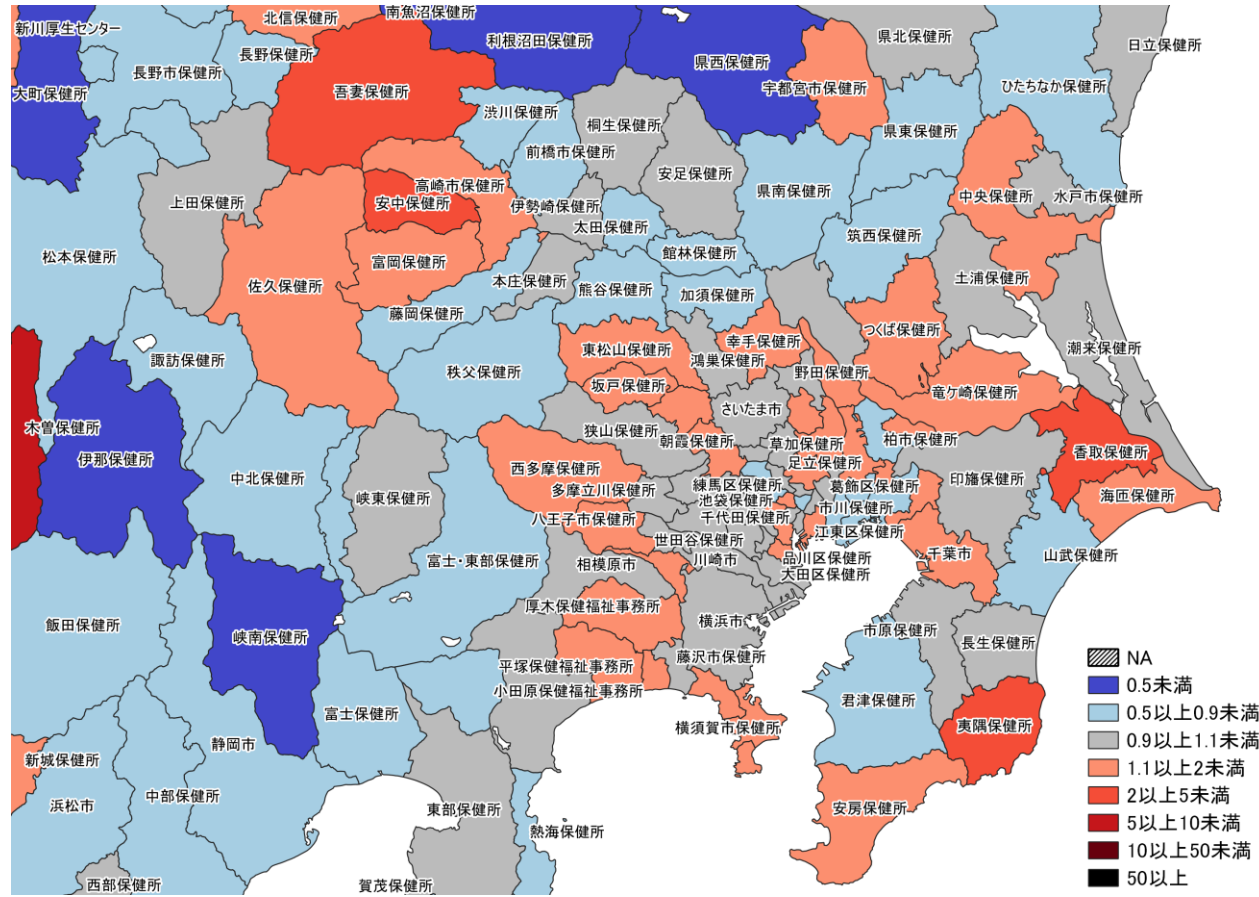 新川厚生センター
北信保健所
南魚沼保健所
県北保健所
日立保健所
利根沼田保健所
長野保健所
長野市保健所
県西保健所
宇都宮市保健所
ひたちなか保健所
大町保健所
吾妻保健所
渋川保健所
桐生保健所
県東保健所
前橋市保健所
安足保健所
県南保健所
高崎市保健所
上田保健所
安中保健所
伊勢崎保健所
太田保健所
中央保健所
水戸市保健所
筑西保健所
松本保健所
富岡保健所
館林保健所
佐久保健所
本庄保健所
熊谷保健所
加須保健所
土浦保健所
藤岡保健所
つくば保健所
幸手保健所
東松山保健所
鴻巣保健所
潮来保健所
諏訪保健所
秩父保健所
坂戸保健所
野田保健所
竜ケ崎保健所
さいたま市
木曽保健所
狭山保健所
朝霞保健所
草加保健所
柏市保健所
香取保健所
伊那保健所
西多摩保健所
足立保健所
中北保健所
峡東保健所
多摩立川保健所
練馬区保健所
葛飾区保健所
印旛保健所
池袋保健所
海匝保健所
八王子市保健所
千代田保健所
市川保健所
世田谷保健所
江東区保健所
富士・東部保健所
相模原市
川崎市
品川区保健所
千葉市
山武保健所
大田区保健所
厚木保健福祉事務所
飯田保健所
峡南保健所
横浜市
市原保健所
長生保健所
藤沢市保健所
平塚保健福祉事務所
小田原保健福祉事務所
君津保健所
富士保健所
横須賀市保健所
夷隅保健所
静岡市
新城保健所
中部保健所
浜松市
東部保健所
安房保健所
熱海保健所
西部保健所
賀茂保健所
NA
0.5未満
0.5以上0.9未満
0.9以上1.1未満
1.1以上2未満
2以上5未満
5以上10未満
10以上50未満
50以上